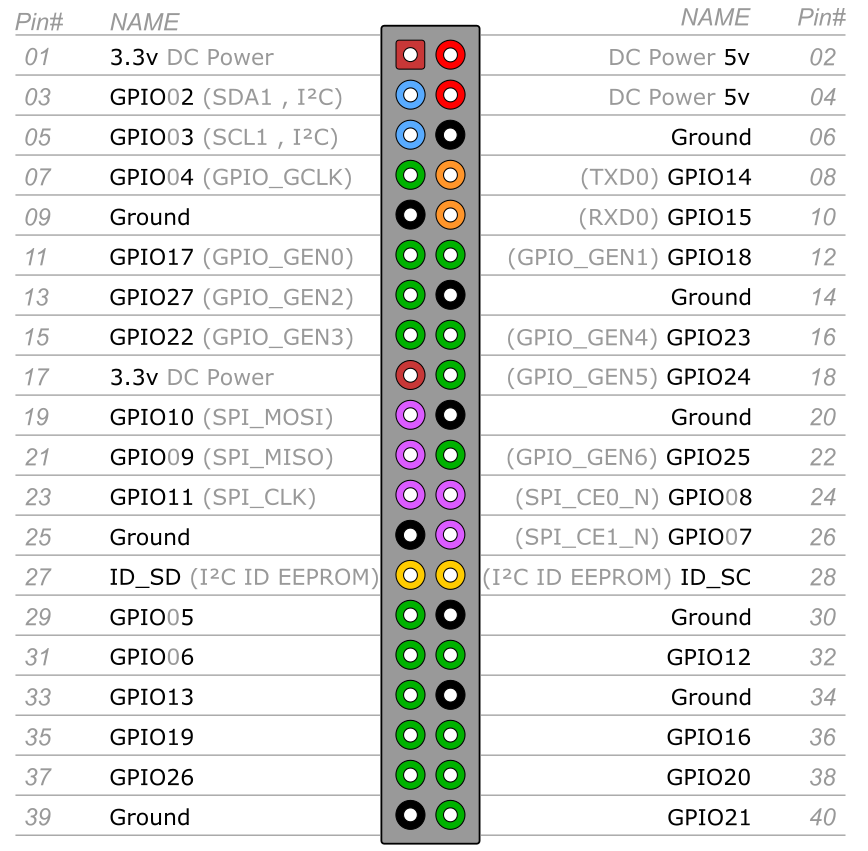 Pin# NAME NAME Pin#
01 3.3v DC Power DC Power 5v 02
03 GPIO02 (SDA1 , I²C) DC Power 5v 04
05 GPIO03 (SCL1 , I²C) Ground 06
07 GPIO04 (GPIO_GCLK) (TXD0) GPIO14 08
09 Ground (RXD0) GPIO15 10
11 GPIO17 (GPIO_GEN0) (GPIO_GEN1) GPIO18 12
13 GPIO27 (GPIO_GEN2) Ground 14
15 GPIO22 (GPIO_GEN3) (GPIO_GEN4) GPIO23 16
17 3.3v DC Power (GPIO_GEN5) GPIO24 18
19 GPIO10 (SPI_MOSI) Ground 20
21 GPIO09 (SPI_MISO) (GPIO_GEN6) GPIO25 22
23 GPIO11 (SPI_CLK) (SPI_CE0_N) GPIO08 24
25 Ground (SPI_CE1_N) GPIO07 26
27 ID_SD (I²C ID EEPROM) (I²C ID EEPROM) ID_SC 28
29 GPIO05 Ground 30
31 GPIO06 GPIO12 32
33 GPIO13 Ground 34
35 GPIO19 GPIO16 36
37 GPIO26 GPIO20 38
39 Ground GPIO21 40